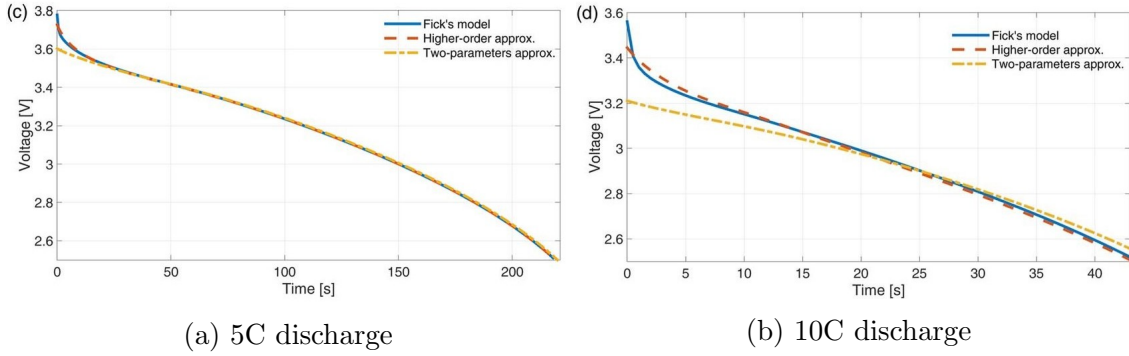 (c)
3.8
3.6
3.4
3.2
3
2.8
2.6
Voltage [V]
Fick's model
Higher-order approx.
Two-parameters approx.
0 50 100 150 200
Time [s]
(a) 5C discharge
(d)
3.6
3.4
3.2
3
2.8
2.6
Voltage [V]
Fick's model
Higher-order approx.
Two-parameters approx.
0 5 10 15 20 25 30 35 40
Time [s]
(b) 10C discharge